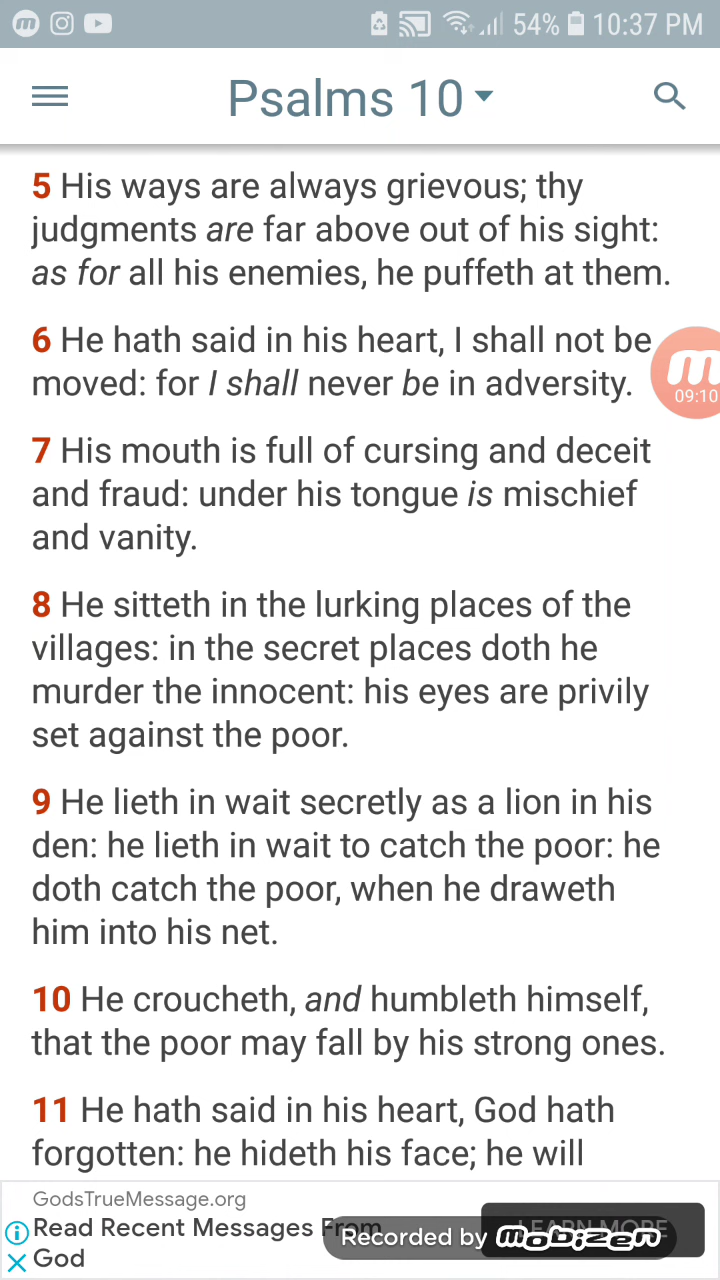 54% 10:37 PM
Psalms 10
5 His ways are always grievous; thy
judgments are far above out of his sight:
as for all his enemies, he puffeth at them.
6 He hath said in his heart, I shall not be
moved: for I shall never be in adversity.
m
09:10
7 His mouth is full of cursing and deceit
and fraud: under his tongue is mischief
and vanity.
8 He sitteth in the lurking places of the
villages: in the secret places doth he
murder the innocent: his eyes are privily
set against the poor.
9 He lieth in wait secretly as a lion in his
den: he lieth in wait to catch the poor: he
doth catch the poor, when he draweth
him into his net.
10 He croucheth, and humbleth himself,
that the poor may fall by his strong ones.
11 He hath said in his heart, God hath
forgotten: he hideth his face; he will
GodsTrueMessage.org
Read Recent Messages From
God
LEARN MORE
Recorded by mobizen